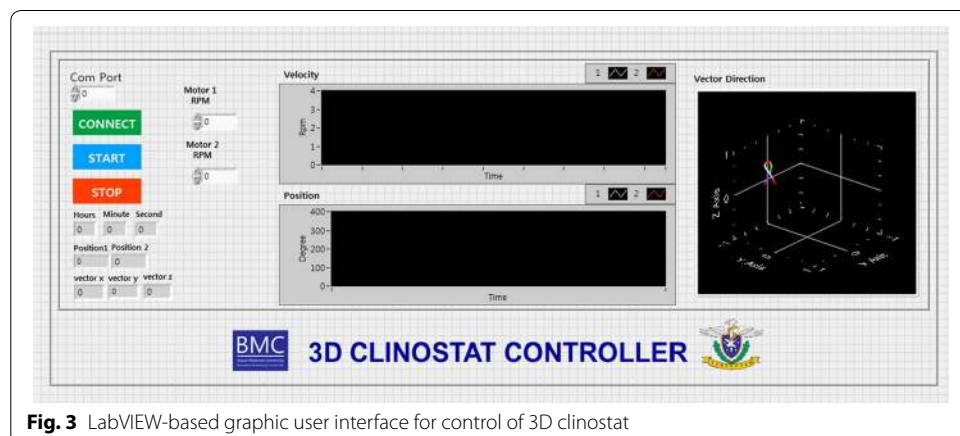 Com Port
0
CONNECT
START
STOP
Motor 1
RPM
0
Motor 2
RPM
0
Hours Minute Second
0 0 0
Position1 Position 2
0 0
vector x vector y vector z
0 0 0
Velocity
1 2
4
3
2
1
0
Rpm
Time
Position
1 2
400
300
200
100
0
Degree
Time
Vector Direction
Z Axis
0
BMC
3D CLINOSTAT CONTROLLER
Fig. 3 LabVIEW-based graphic user interface for control of 3D clinostat